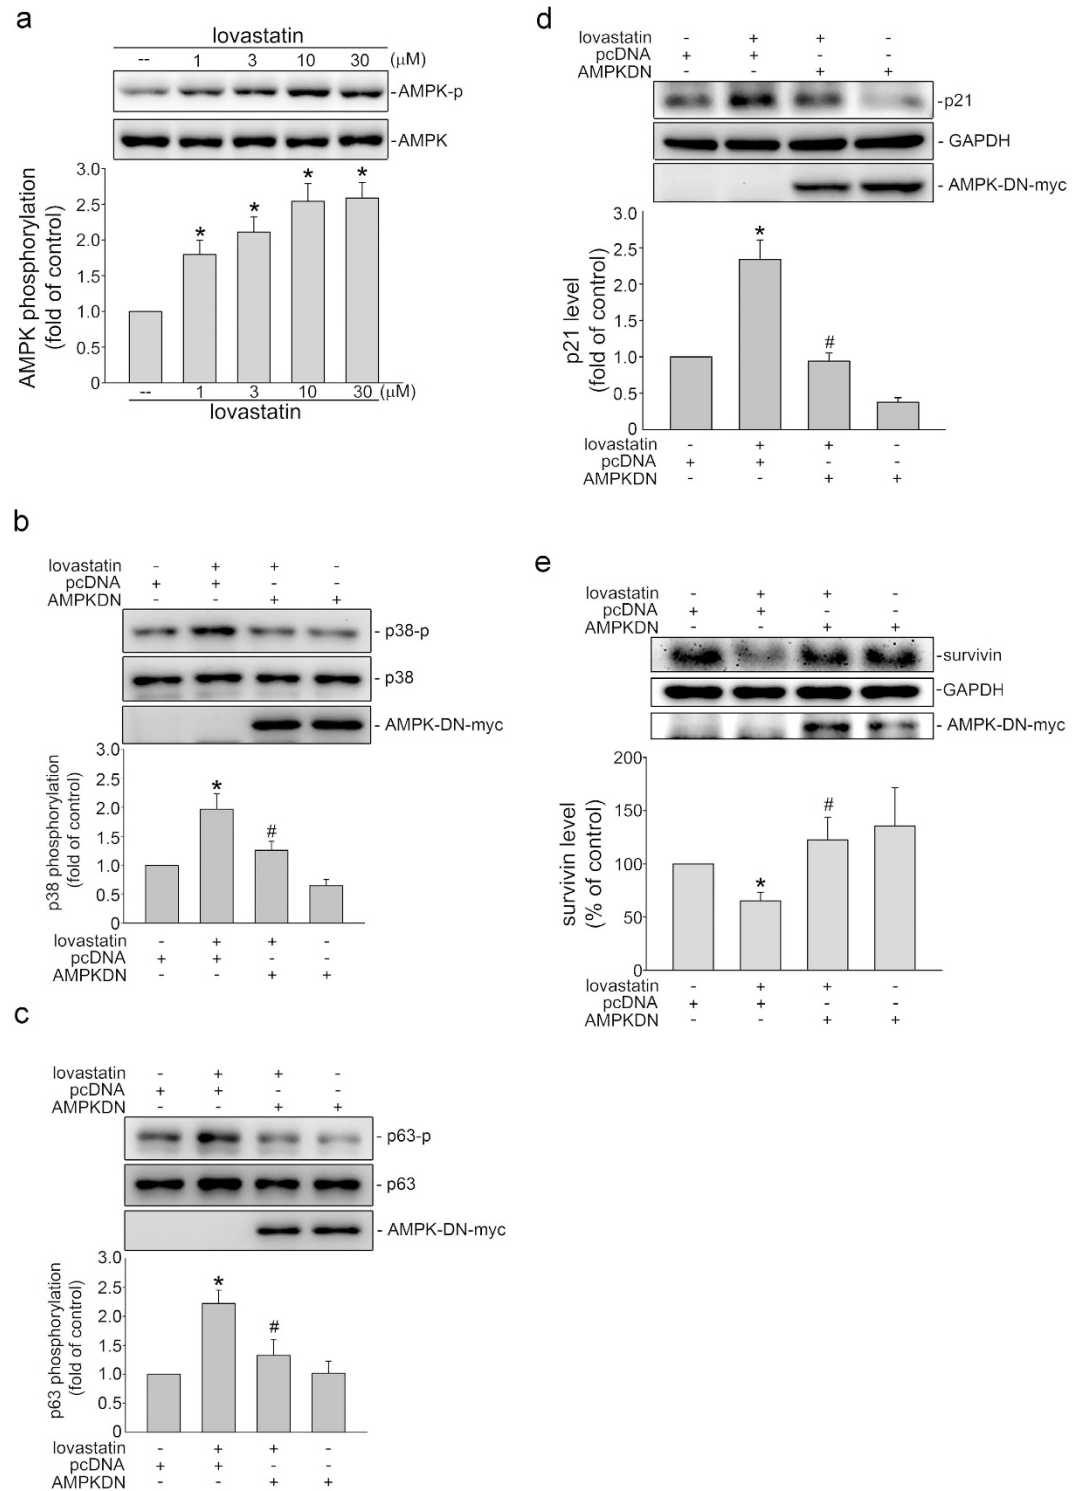 a
lovastatin
-- 1 3 10 30 (μM)
-AMPK-p
-AMPK
AMPK phosphorylation
(fold of control)
3.0
2.5
2.0
1.5
1.0
0.5
0
* * * *
-- 1 3 10 30 (μM)
lovastatin
b
lovastatin - + + -
pcDNA + + - -
AMPKDN - - + +
- p38-p
- p38
- AMPK-DN-myc
p38 phosphorylation
(fold of control)
3.0
2.5
2.0
1.5
1.0
0.5
0
* #
lovastatin - + + -
pcDNA + + - -
AMPKDN - - + +
c
lovastatin - + + -
pcDNA + + - -
AMPKDN - - + +
- p63-p
- p63
- AMPK-DN-myc
p63 phosphorylation
(fold of control)
3.0
2.5
2.0
1.5
1.0
0.5
0
* #
lovastatin - + + -
pcDNA + + - -
AMPKDN - - + +
d
lovastatin - + + -
pcDNA + + - -
AMPKDN - - + +
-p21
- GAPDH
- AMPK-DN-myc
p21 level
(fold of control)
3.0
2.5
2.0
1.5
1.0
0.5
0
* #
lovastatin - + + -
pcDNA + + - -
AMPKDN - - + +
e
lovastatin - + + -
pcDNA + + - -
AMPKDN - - + +
-survivin
-GAPDH
- AMPK-DN-myc
survivin level
(% of control)
200
150
100
50
0
* #
lovastatin - + + -
pcDNA + + - -
AMPKDN - - + +